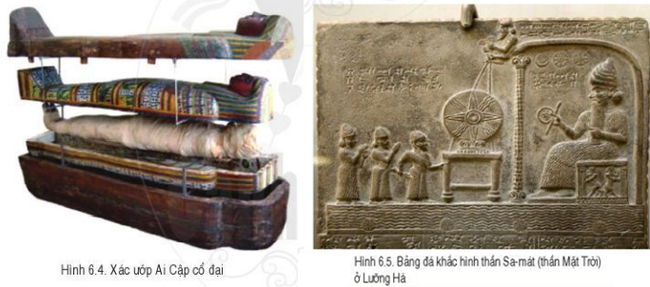 Hình 6.4. Xác ướp Ai Cập cổ đại
Hình 6.5. Bảng đá khắc hình thần Sa-mát (thần Mặt Trời)
ở Lưỡng Hà